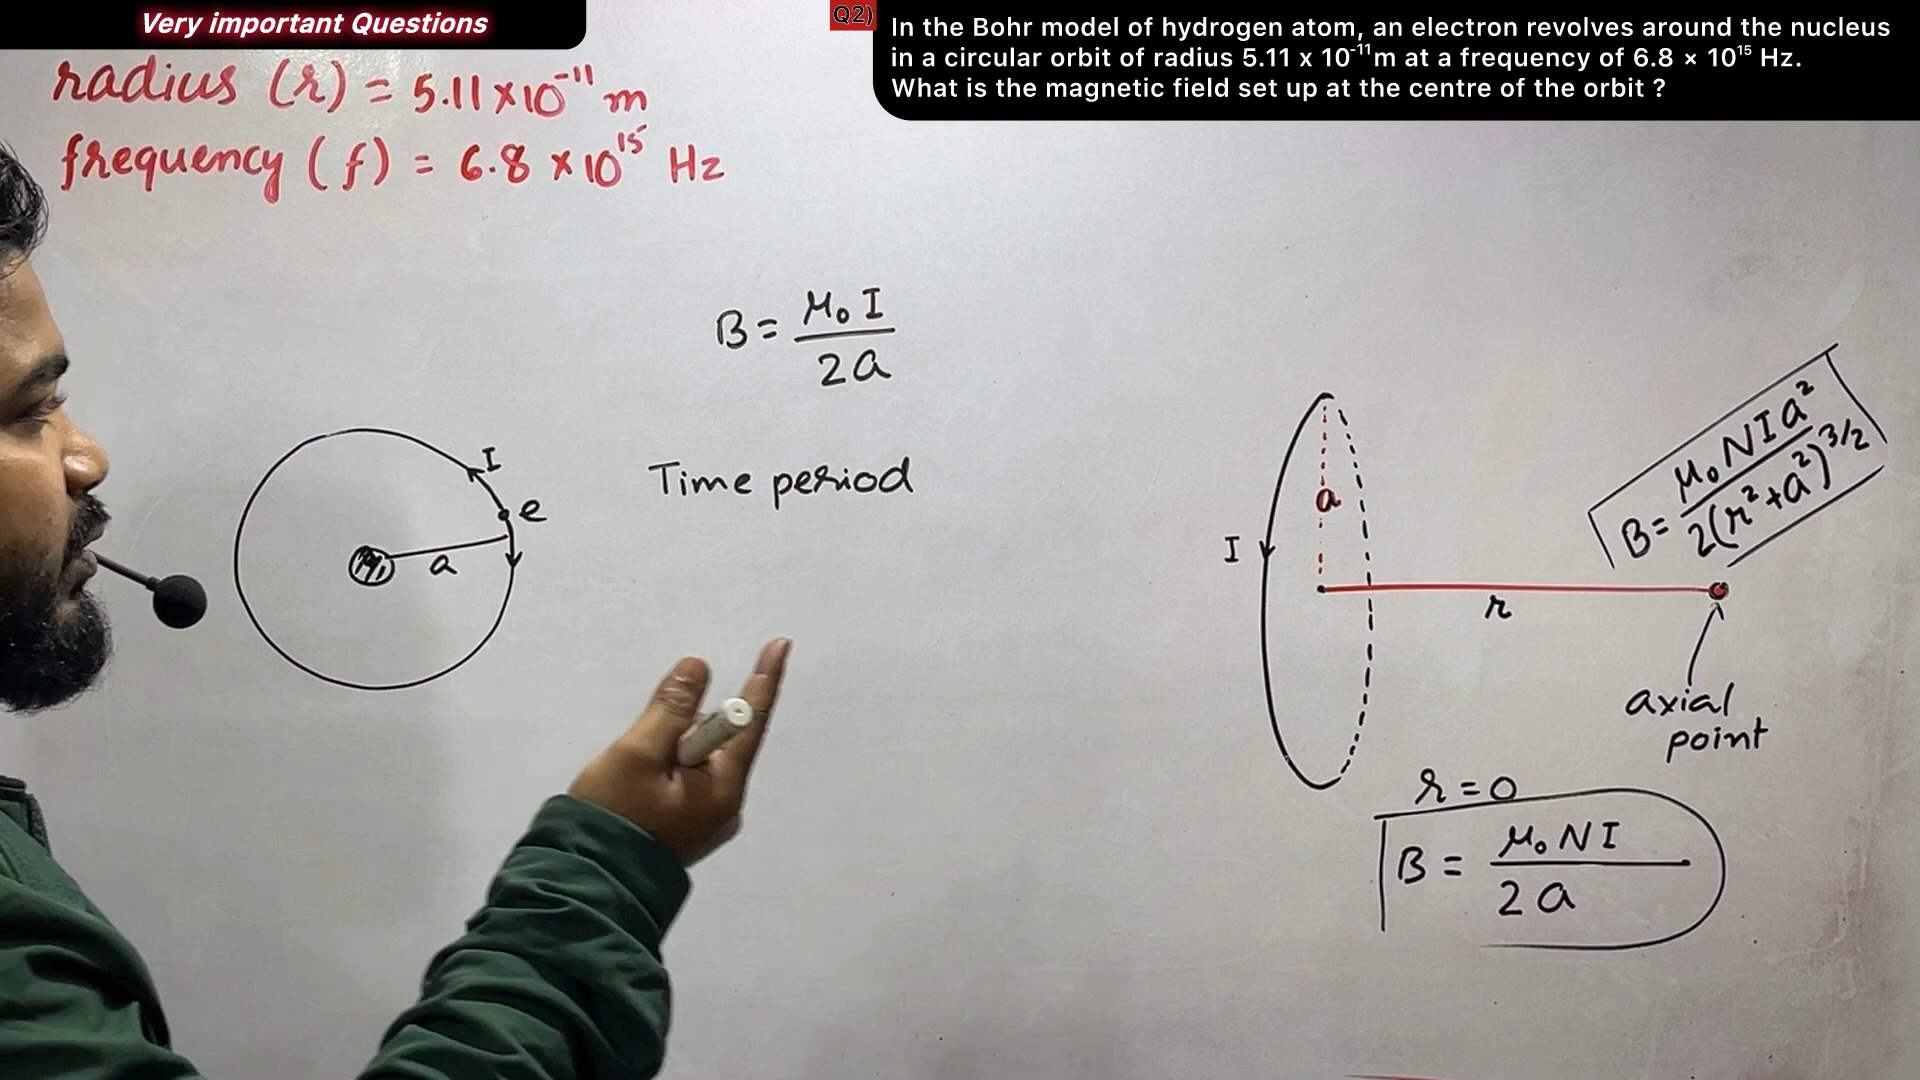 Very important Questions
Q2)
In the Bohr model of hydrogen atom, an electron revolves around the nucleus
in a circular orbit of radius 5.11 x 10⁻¹¹m at a frequency of 6.8 × 10¹⁵ Hz.
What is the magnetic field set up at the centre of the orbit ?
radius (r) = 5.11×10⁻¹¹ m
frequency (f) = 6.8 × 10¹⁵ Hz
B = μ₀ I / 2a
Time period
I
e
a
a
I
r
B = μ₀ N I a² / 2(r² + a²)^3/2
axial
point
r = 0
B = μ₀ N I / 2a